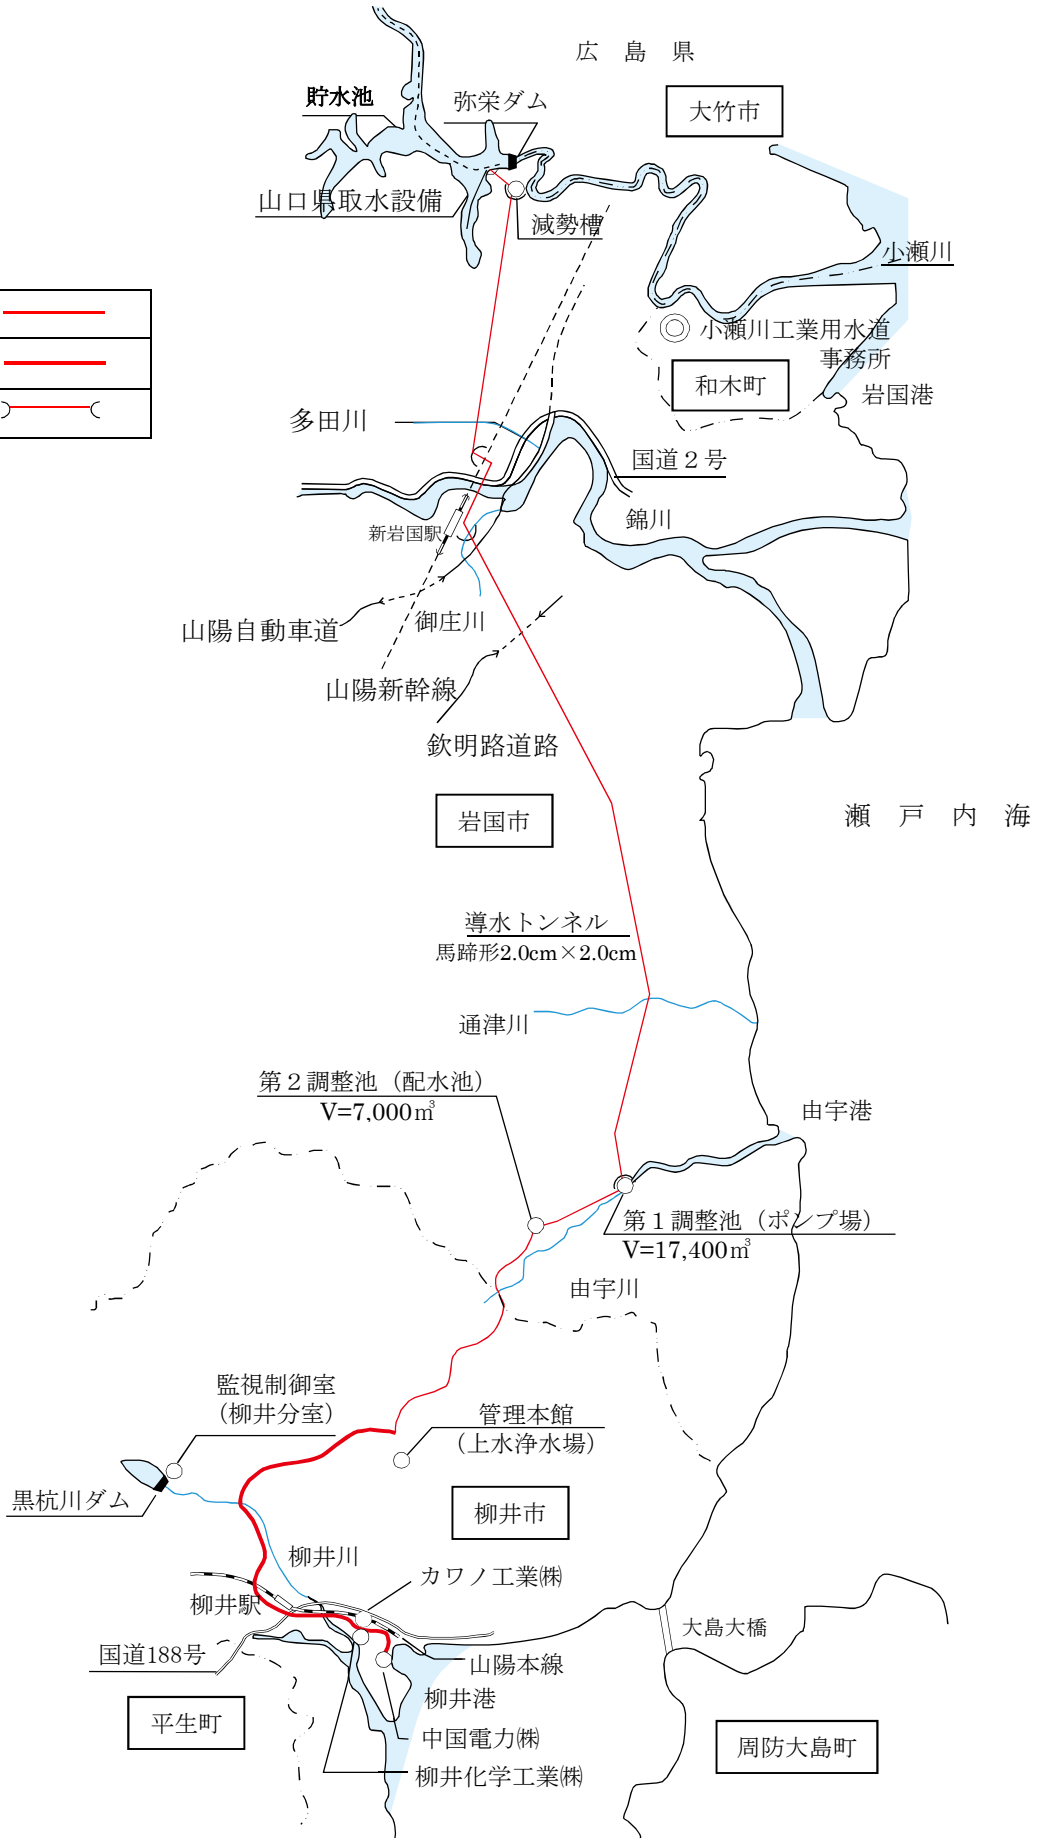 広 島 県
大竹市
貯水池
弥栄ダム
山口県取水設備
減勢槽
小瀬川
小瀬川工業用水道
事務所
和木町
岩国港
多田川
国道２号
錦川
新岩国駅
御庄川
山陽自動車道
山陽新幹線
欽明路道路
岩国市
瀬 戸 内 海
導水トンネル
馬蹄形2.0cm×2.0cm
通津川
第２調整池（配水池）
V=7,000㎥
由宇港
第１調整池（ポンプ場）
V=17,400㎥
由宇川
監視制御室
（柳井分室）
管理本館
（上水浄水場）
黒杭川ダム
柳井市
柳井川
カワノ工業㈱
柳井駅
大島大橋
国道188号
山陽本線
柳井港
平生町
中国電力㈱
周防大島町
柳井化学工業㈱